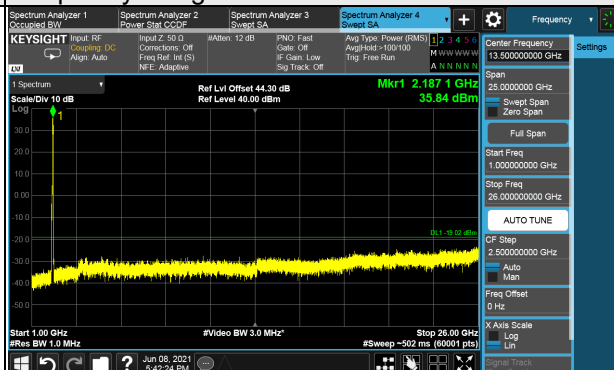 Spectrum Analyzer 1
Occupied BW
Spectrum Analyzer 2
Power Stat CCDF
Spectrum Analyzer 3
Swept SA
Spectrum Analyzer 4
Swept SA
Frequency
KEYSIGHT
Input: RF
Coupling: DC
Align: Auto
Input Z: 50 Ω
Corrections: Off
Freq Ref: Int (S)
NFE: Adaptive
#Atten: 12 dB
PNO: Fast
Gate: Off
IF Gain: Low
Sig Track: Off
Avg Type: Power (RMS)
Avg|Hold:>100/100
Trig: Free Run
1 2 3 4 5 6
M W W W W W
A N N N N N
LNI
1 Spectrum
Scale/Div 10 dB
Log
Ref Lvl Offset 44.30 dB
Ref Level 40.00 dBm
Mkr1 2.187 1 GHz
35.84 dBm
1
30.0
20.0
10.0
0.00
-10.0
-20.0
-30.0
-40.0
-50.0
DL1 -19.02 dBm
Start 1.00 GHz
#Res BW 1.0 MHz
#Video BW 3.0 MHz*
Stop 26.00 GHz
#Sweep ~502 ms (60001 pts)
Jun 08, 2021
5:42:24 PM
Center Frequency
13.500000000 GHz
Settings
Span
25.0000000 GHz
Swept Span
Zero Span
Full Span
Start Freq
1.000000000 GHz
Stop Freq
26.000000000 GHz
AUTO TUNE
CF Step
2.500000000 GHz
Auto
Man
Freq Offset
0 Hz
X Axis Scale
Log
Lin
Signal Track